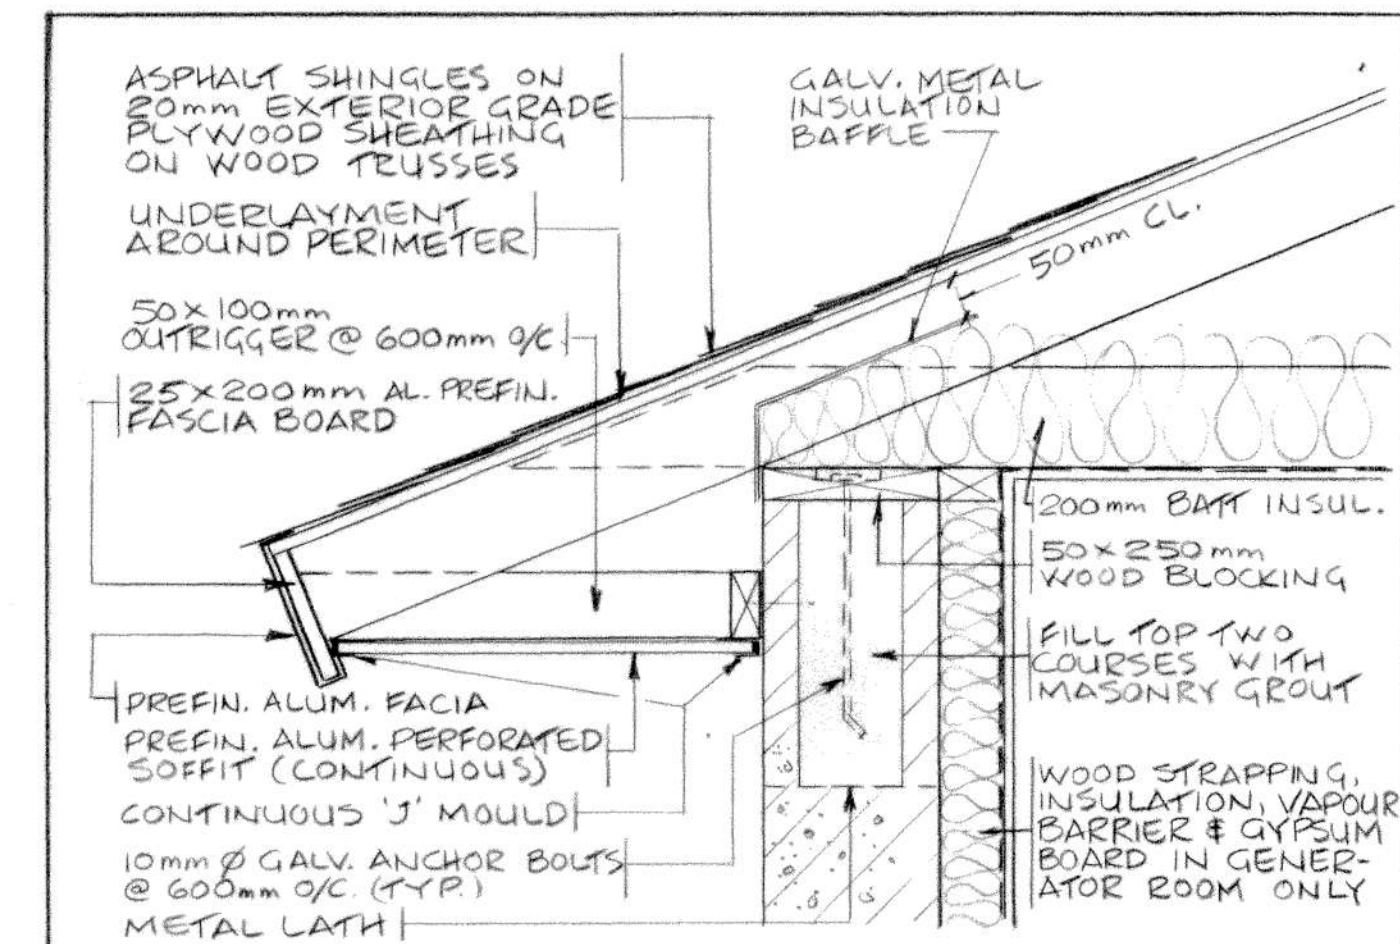 ASPHALT SHINGLES ON
20mm EXTERIOR GRADE
PLYWOOD SHEATHING
ON WOOD TRUSSES
UNDERLAYMENT
AROUND PERIMETER
50 x 100mm
OUTRIGGER @ 600mm O/C
25 x 200mm AL. PREFIN.
FASCIA BOARD
PREFIN. ALUM. FACIA
PREFIN. ALUM. PERFORATED
SOFFIT (CONTINUOUS)
CONTINUOUS 'J' MOULD
10mm Ø GALV. ANCHOR BOLTS
@ 600mm O/C. (TYP.)
METAL LATH
GALV. METAL
INSULATION
BAFFLE
50mm CL.
200mm BATT INSUL.
50 x 250mm
WOOD BLOCKING
FILL TOP TWO
COURSES WITH
MASONRY GROUT
WOOD STRAPPING,
INSULATION, VAPOUR
BARRIER & GYPSUM
BOARD IN GENER-
ATOR ROOM ONLY